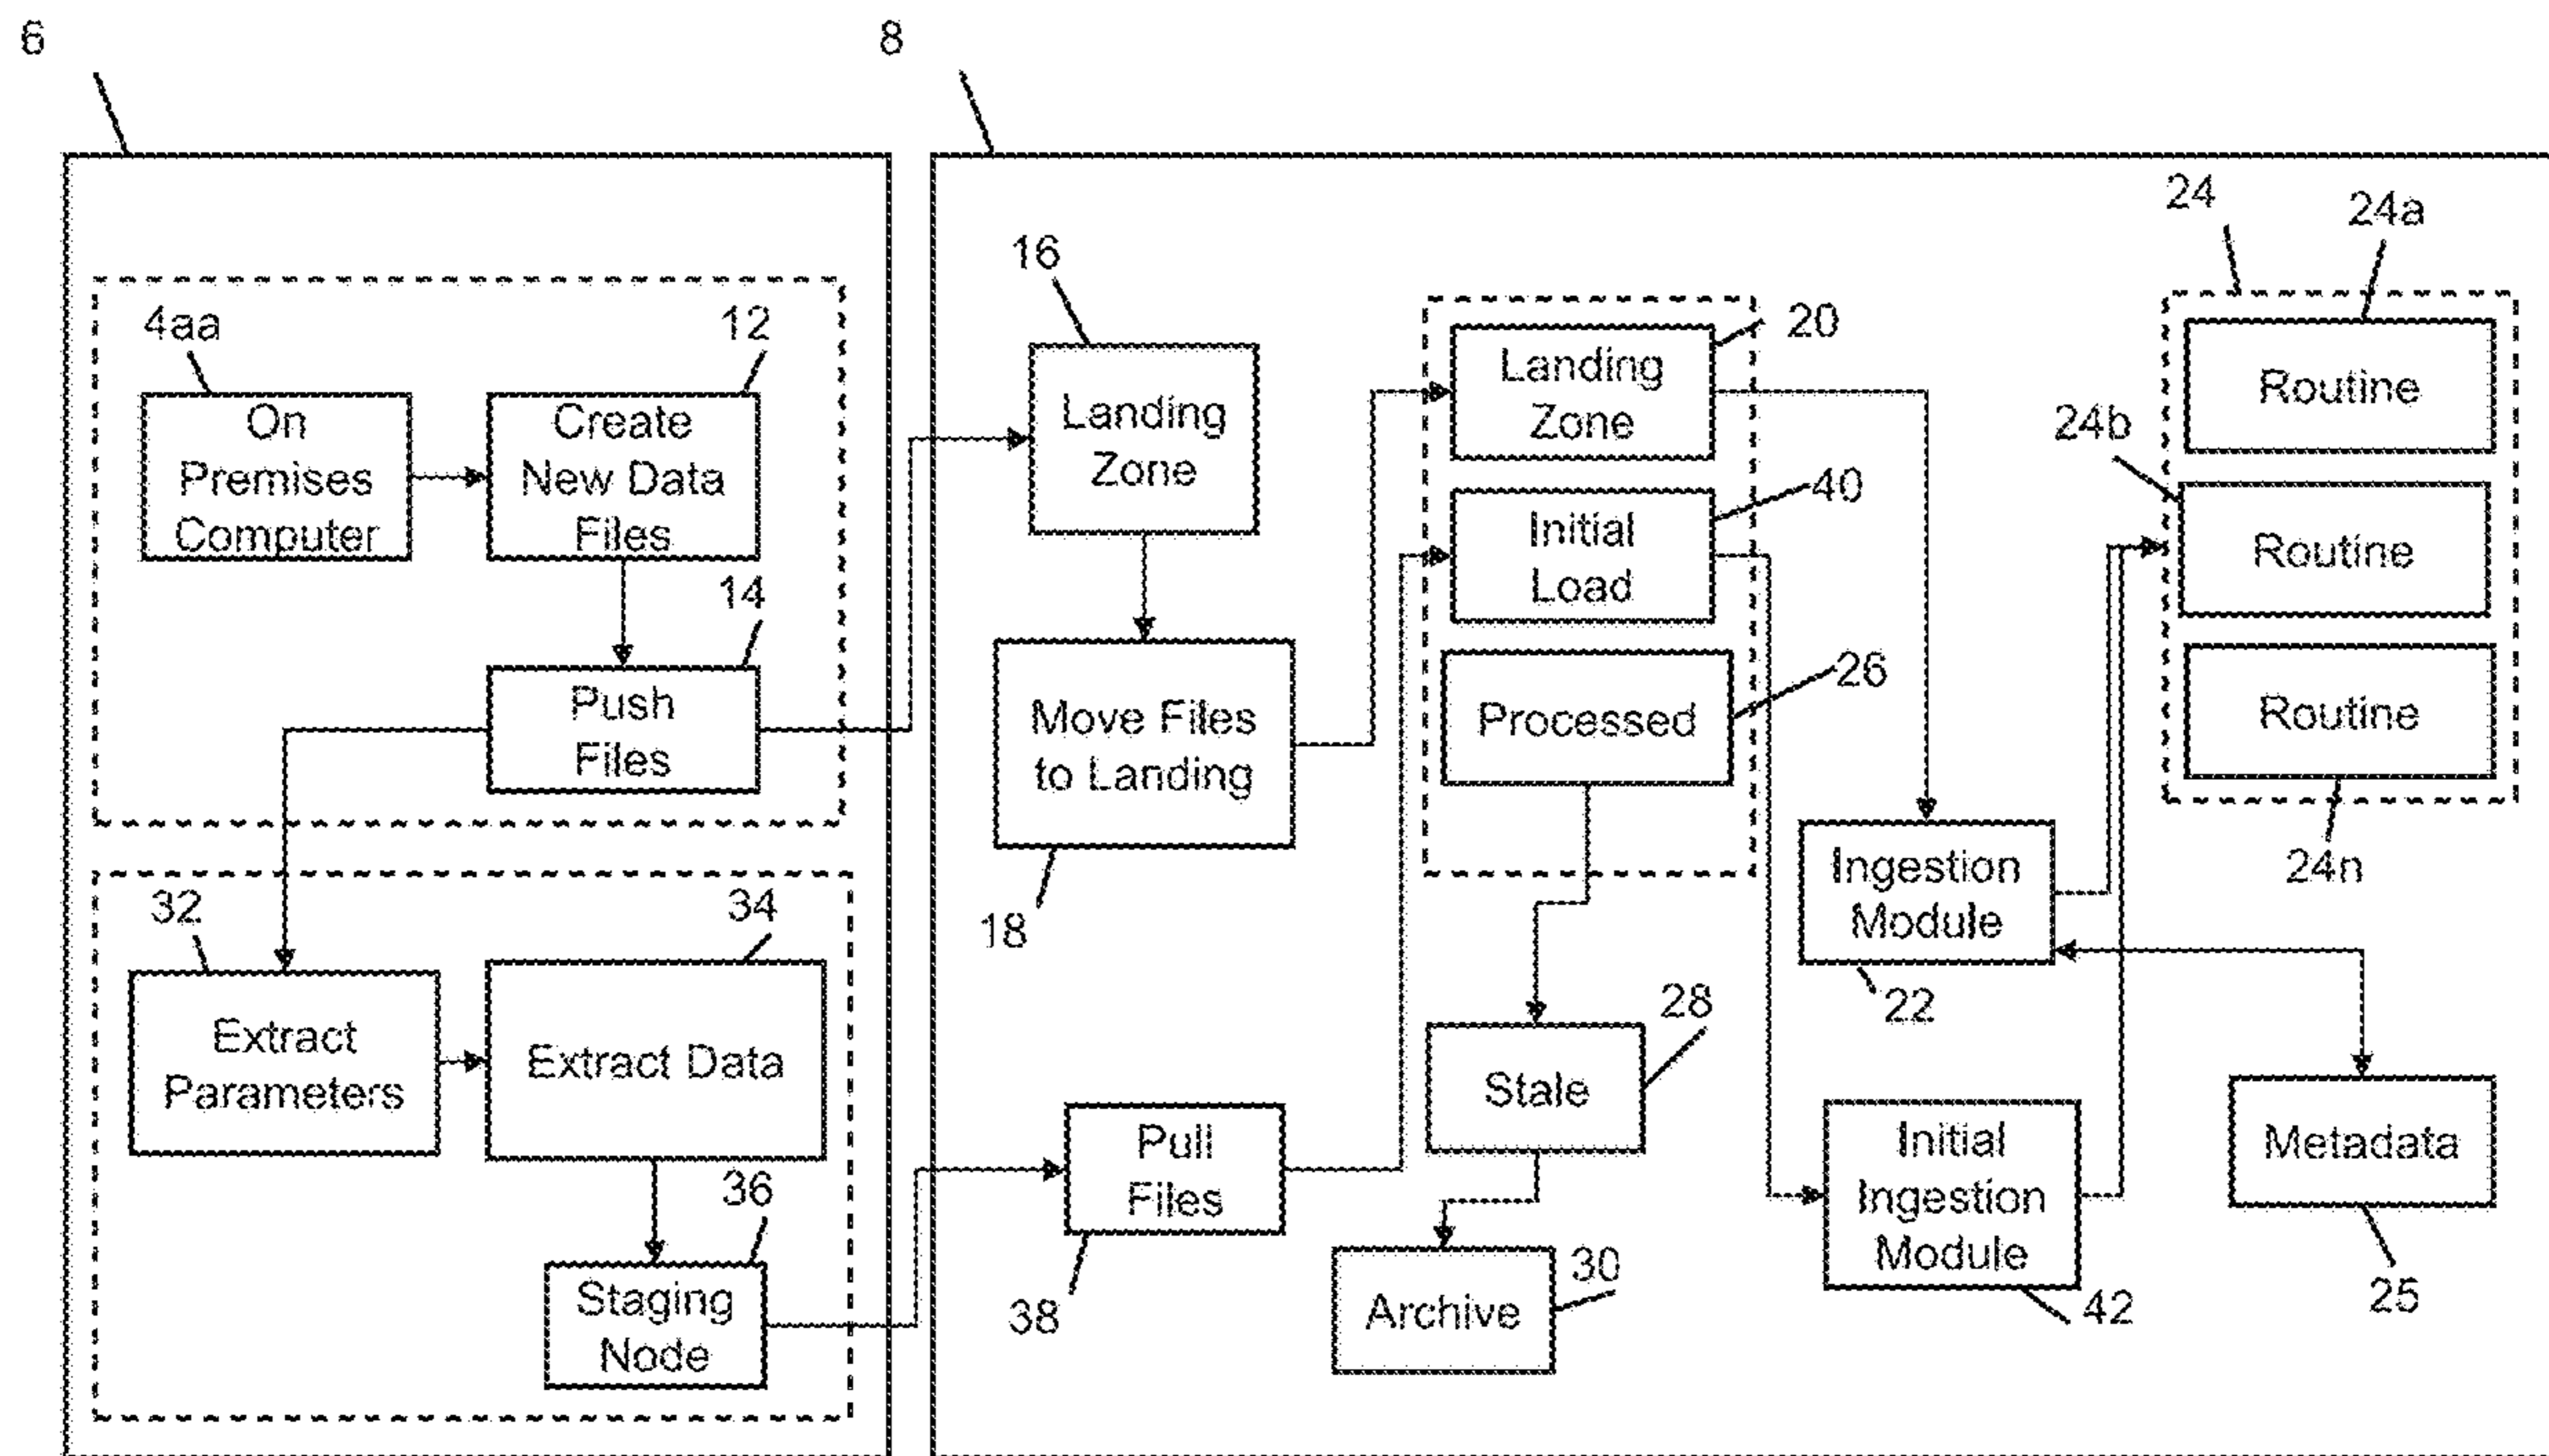 6
8
4aa
On
Premises
Computer
12
Create
New Data
Files
14
Push
Files
32
Extract
Parameters
34
Extract Data
36
Staging
Node
16
Landing
Zone
Move Files
to Landing
18
Pull
Files
38
20
Landing
Zone
40
Initial
Load
26
Processed
28
Stale
30
Archive
Ingestion
Module
22
Initial
Ingestion
Module
42
24
24a
Routine
24b
Routine
Routine
24n
Metadata
25